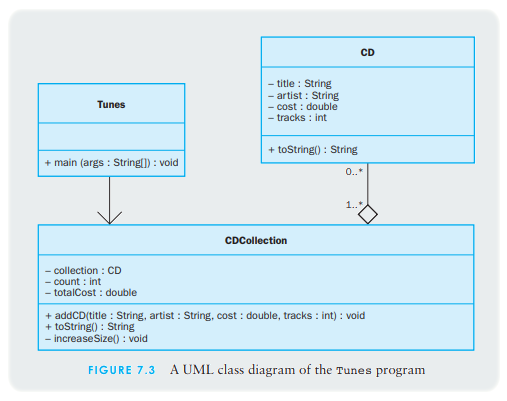 CD
– title : String
– artist : String
– cost : double
– tracks : int
+ toString() : String
Tunes
+ main (args : String[]) : void
0..*
1..*
CDCollection
– collection : CD
– count : int
– totalCost : double
+ addCD(title : String, artist : String, cost : double, tracks : int) : void
+ toString() : String
– increaseSize() : void
FIGURE 7.3 A UML class diagram of the Tunes program